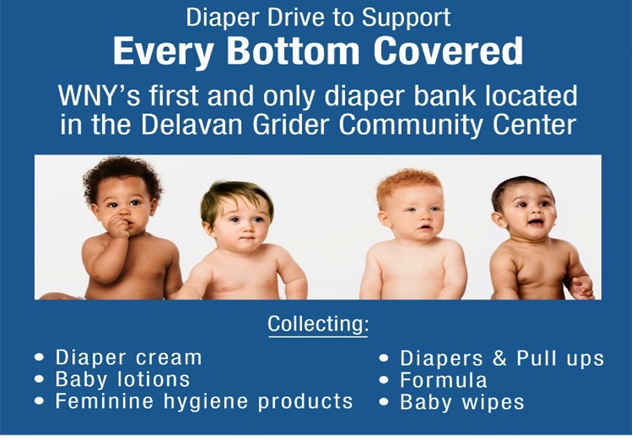 Diaper Drive to Support
Every Bottom Covered
WNY's first and only diaper bank located
in the Delavan Grider Community Center
Collecting:
• Diaper cream
• Baby lotions
• Feminine hygiene products
• Diapers & Pull ups
• Formula
• Baby wipes